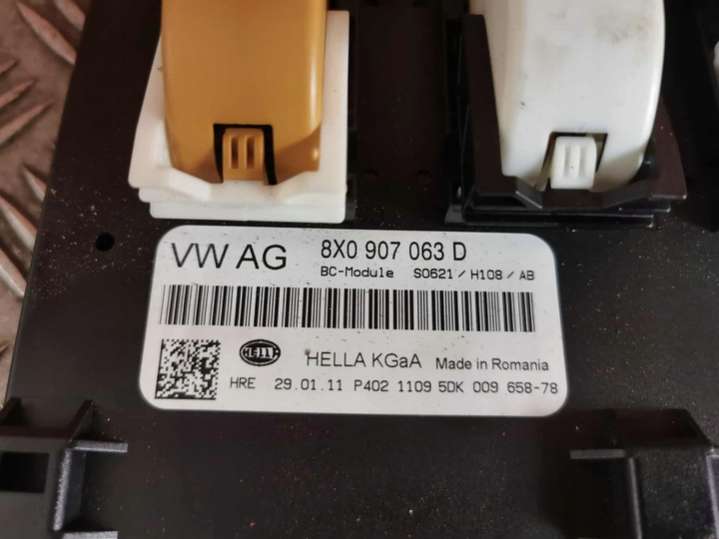 VW AG 8X0 907 063 D
BC-Module S0621 / H108 / AB
HELLA HELLA KGaA Made in Romania
HRE 29.01.11 P402 1109 5DK 009 658-78